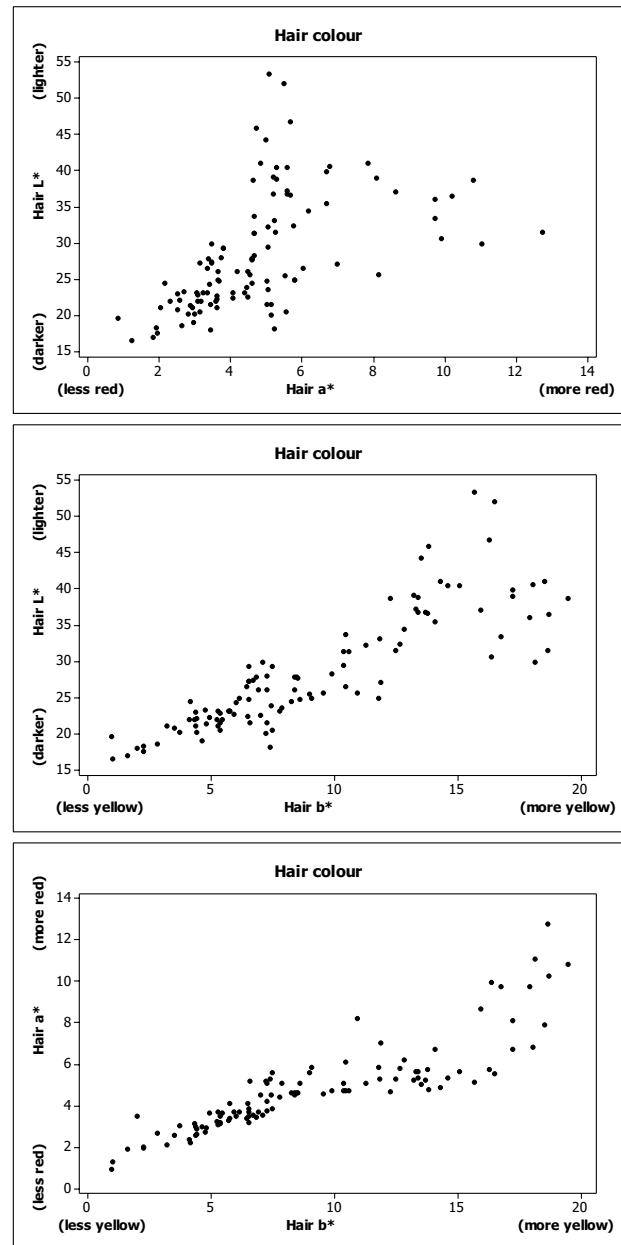 Hair colour
(lighter)
Hair L*
(darker)
55
50
45
40
35
30
25
20
15
0 2 4 6 8 10 12 14
(less red) Hair a* (more red)
Hair colour
(lighter)
Hair L*
(darker)
55
50
45
40
35
30
25
20
15
0 5 10 15 20
(less yellow) Hair b* (more yellow)
Hair colour
(more red)
Hair a*
(less red)
14
12
10
8
6
4
2
0
0 5 10 15 20
(less yellow) Hair b* (more yellow)